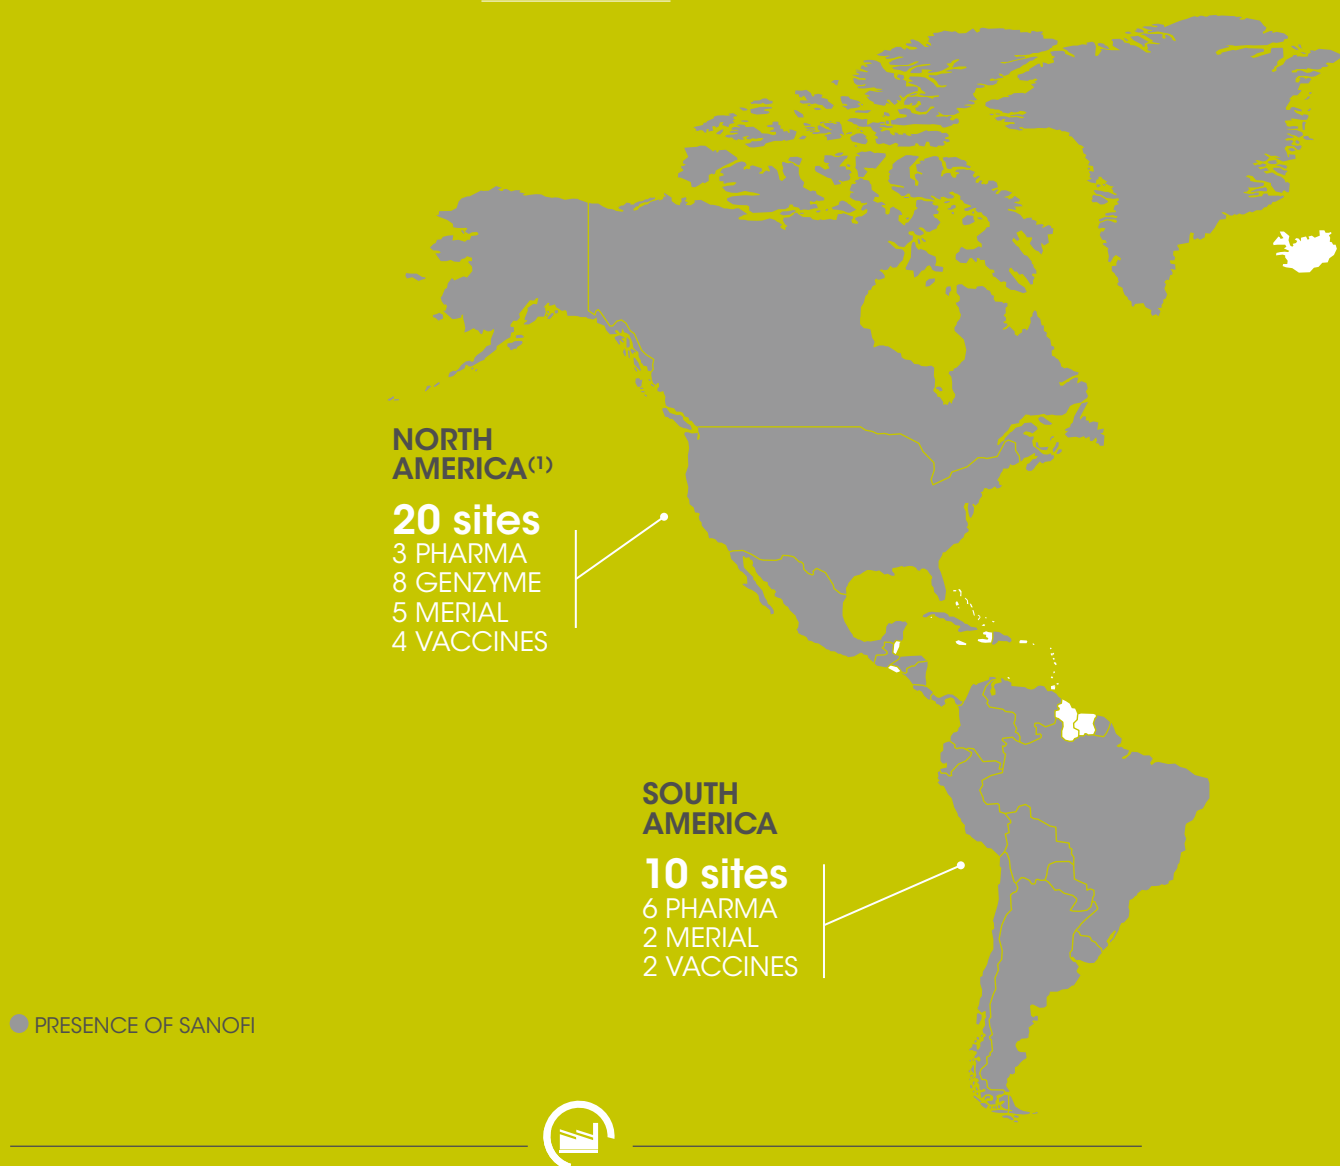 NORTH
AMERICA(1)
20 sites
3 PHARMA
8 GENZYME
5 MERIAL
4 VACCINES
SOUTH
AMERICA
10 sites
6 PHARMA
2 MERIAL
2 VACCINES
PRESENCE OF SANOFI